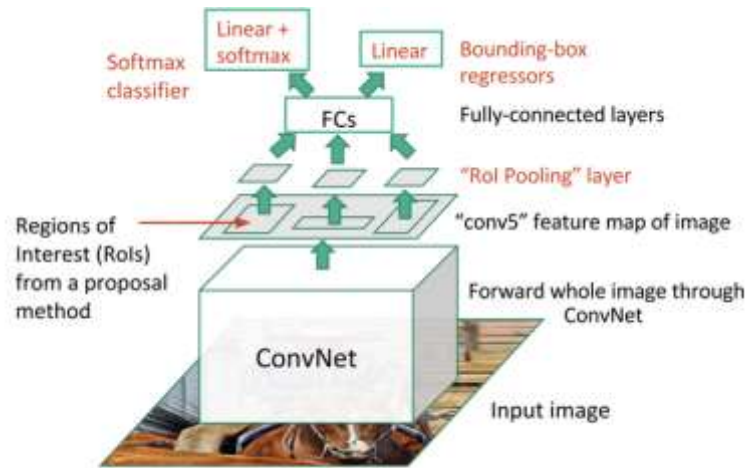 Linear +
softmax
Linear
Softmax
classifier
Bounding-box
regressors
FCs
Fully-connected layers
"RoI Pooling" layer
Regions of
Interest (RoIs)
from a proposal
method
"conv5" feature map of image
Forward whole image through
ConvNet
ConvNet
Input image